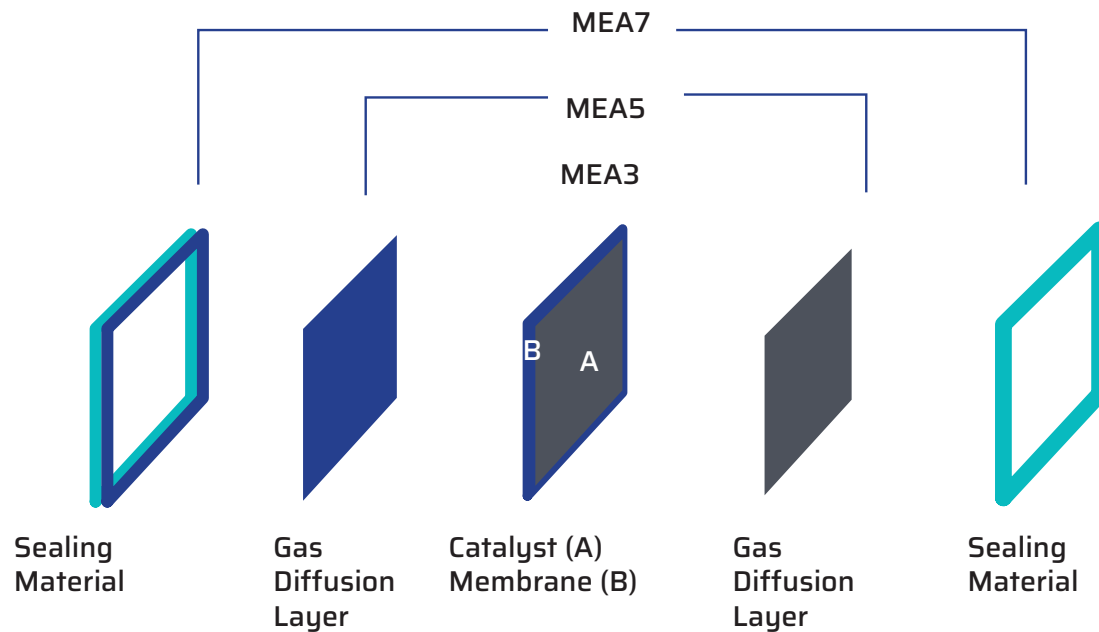 MEA7
MEA5
MEA3
B
A
Sealing
Material
Gas
Diffusion
Layer
Catalyst (A)
Membrane (B)
Gas
Diffusion
Layer
Sealing
Material